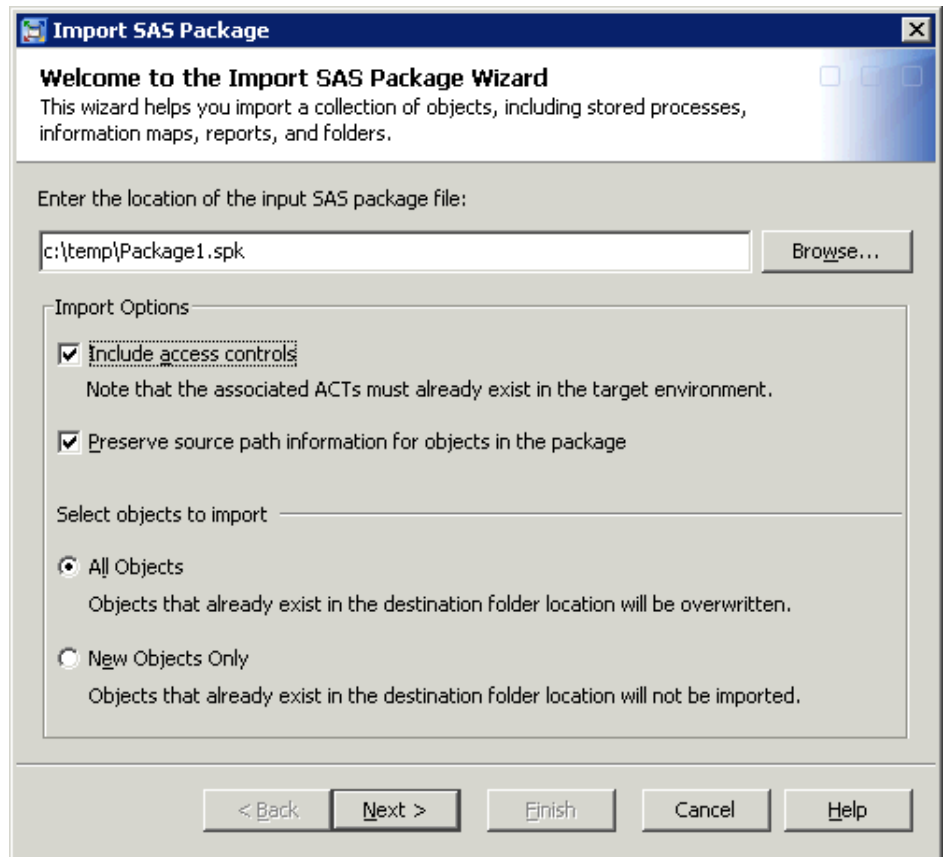 Import SAS Package
Welcome to the Import SAS Package Wizard
This wizard helps you import a collection of objects, including stored processes,
information maps, reports, and folders.
Enter the location of the input SAS package file:
c:\temp\Package1.spk
Browse...
Import Options
Include access controls
Note that the associated ACTs must already exist in the target environment.
Preserve source path information for objects in the package
Select objects to import
All Objects
Objects that already exist in the destination folder location will be overwritten.
New Objects Only
Objects that already exist in the destination folder location will not be imported.
< Back
Next >
Finish
Cancel
Help